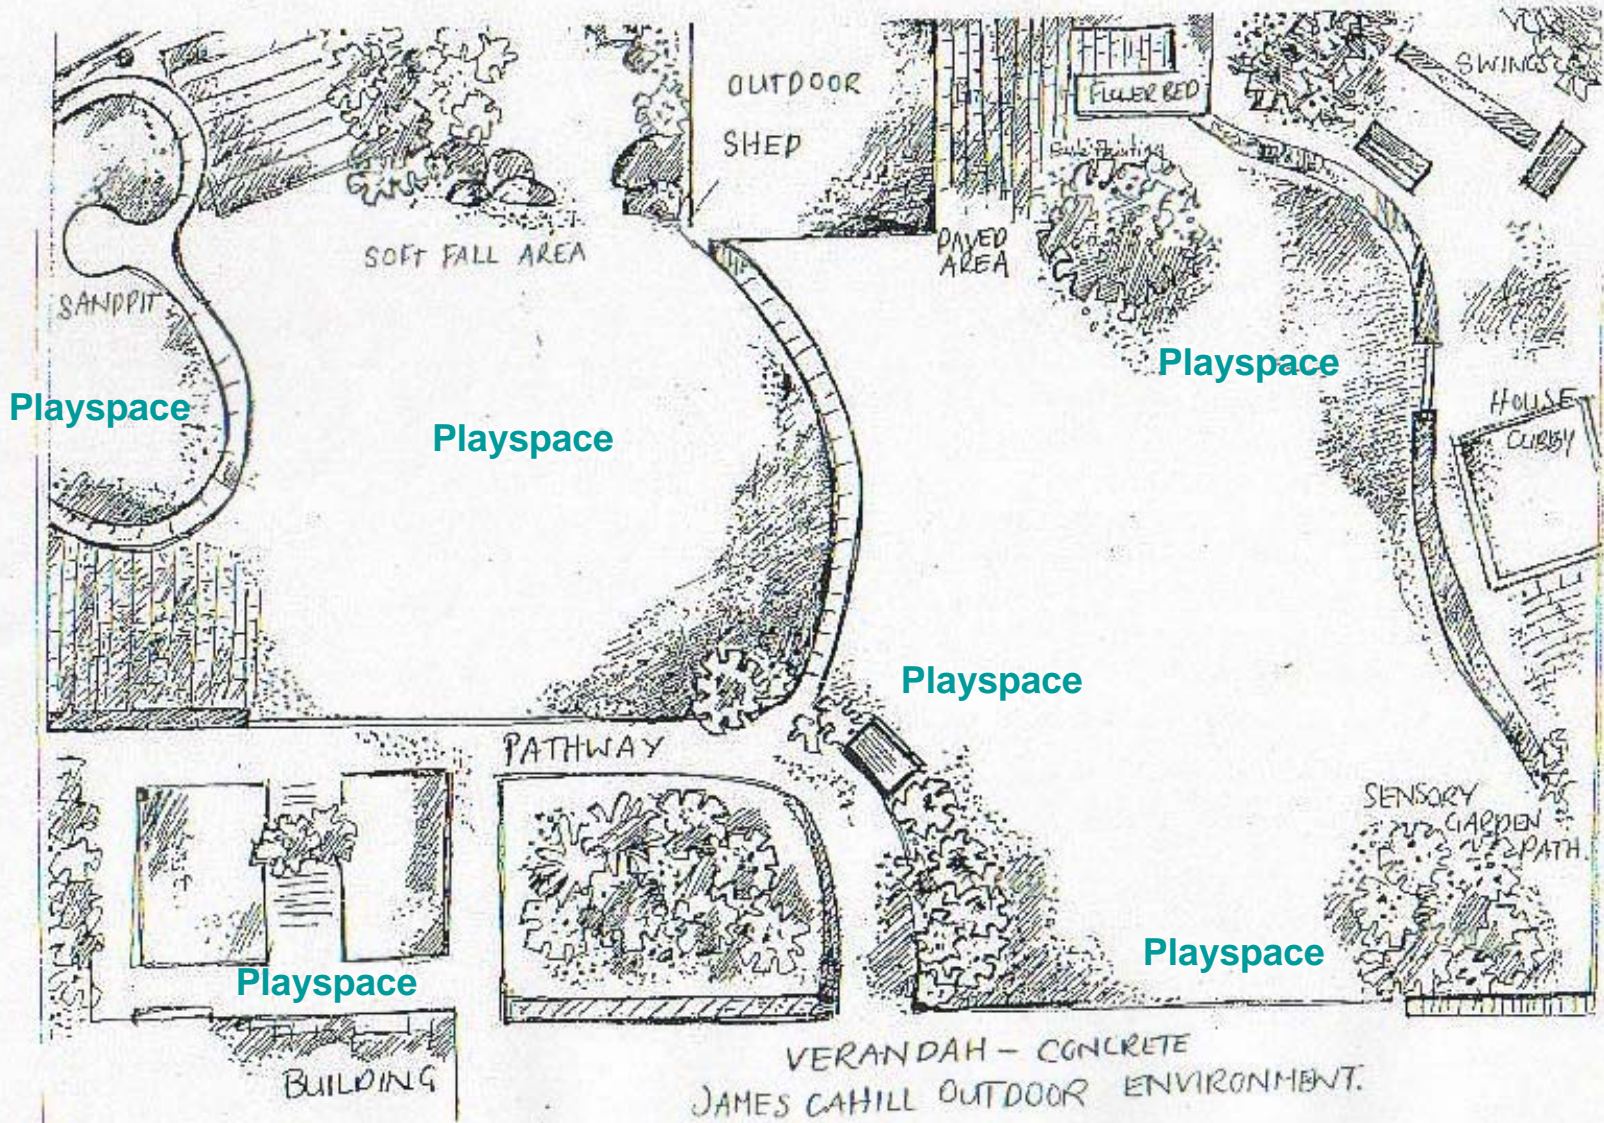 SWINGS
OUTDOOR
SHED
FLOWER BED
SOFT FALL AREA
PAVED
AREA
SANDPIT
Playspace
Playspace
Playspace
HOUSE
CUBBY
Playspace
PATHWAY
SENSORY
GARDEN
PATH.
Playspace
Playspace
BUILDING
VERANDAH - CONCRETE
JAMES CAHILL OUTDOOR ENVIRONMENT.